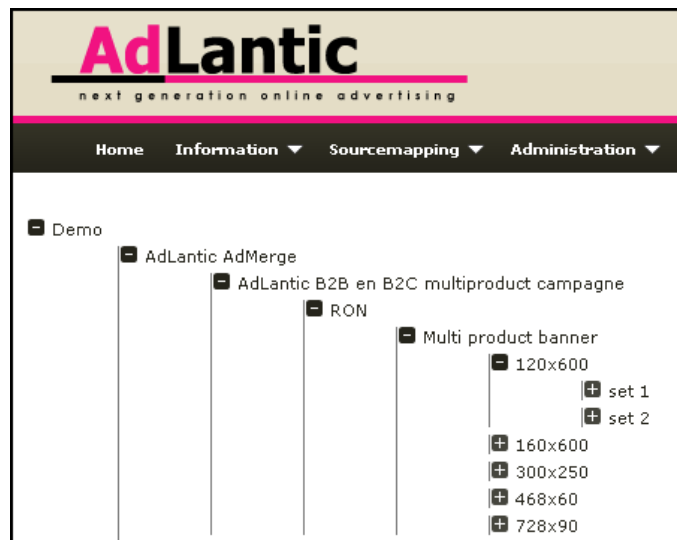 AdLantic
next generation online advertising
Home Information Sourcemapping Administration
Demo
AdLantic AdMerge
AdLantic B2B en B2C multiproduct campagne
RON
Multi product banner
120x600
set 1
set 2
160x600
300x250
468x60
728x90